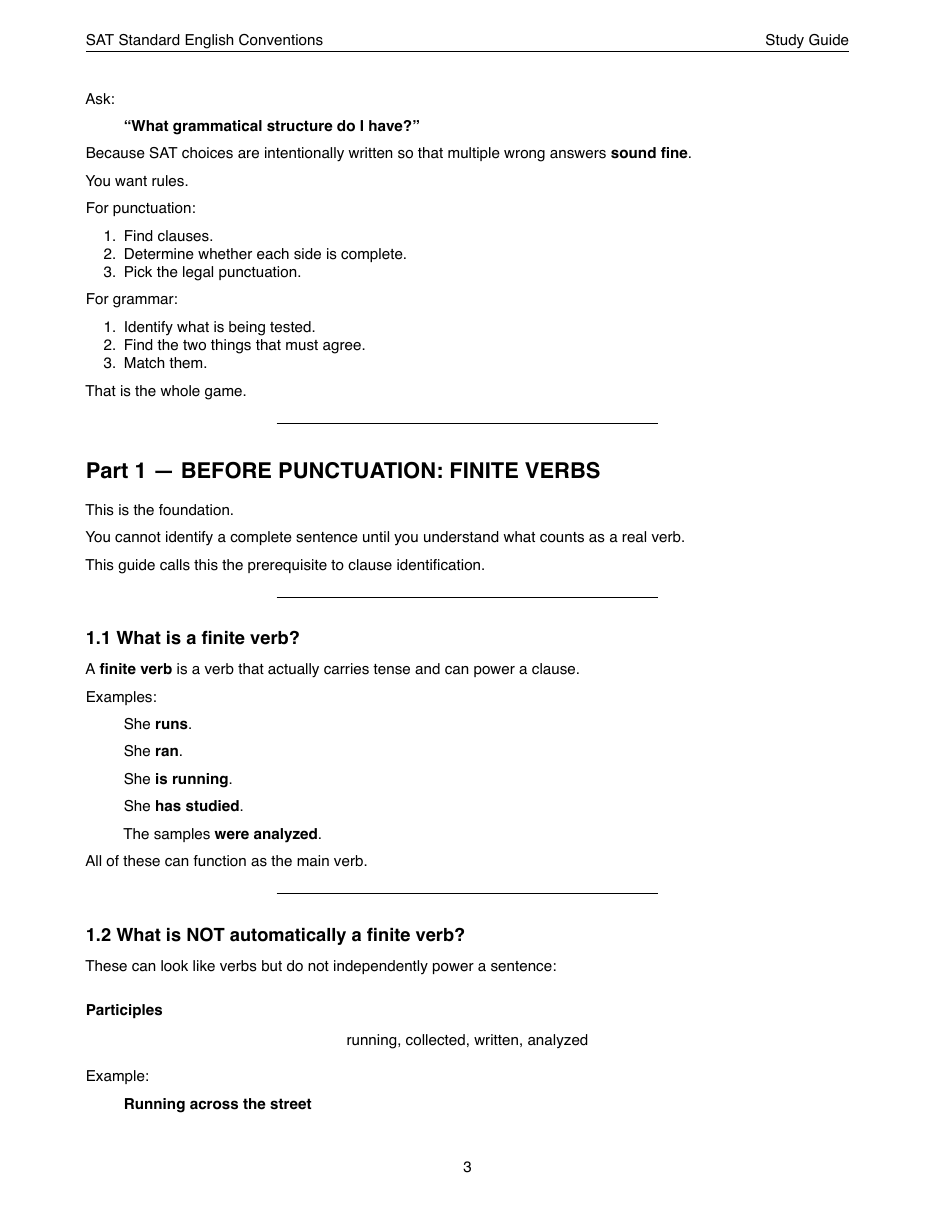 SAT Standard English Conventions Study Guide
Ask:
“What grammatical structure do I have?”
Because SAT choices are intentionally written so that multiple wrong answers sound fine.
You want rules.
For punctuation:
1. Find clauses.
2. Determine whether each side is complete.
3. Pick the legal punctuation.
For grammar:
1. Identify what is being tested.
2. Find the two things that must agree.
3. Match them.
That is the whole game.
Part 1 — BEFORE PUNCTUATION: FINITE VERBS
This is the foundation.
You cannot identify a complete sentence until you understand what counts as a real verb.
This guide calls this the prerequisite to clause identification.
1.1 What is a finite verb?
A finite verb is a verb that actually carries tense and can power a clause.
Examples:
She runs.
She ran.
She is running.
She has studied.
The samples were analyzed.
All of these can function as the main verb.
1.2 What is NOT automatically a finite verb?
These can look like verbs but do not independently power a sentence:
Participles
running, collected, written, analyzed
Example:
Running across the street
3